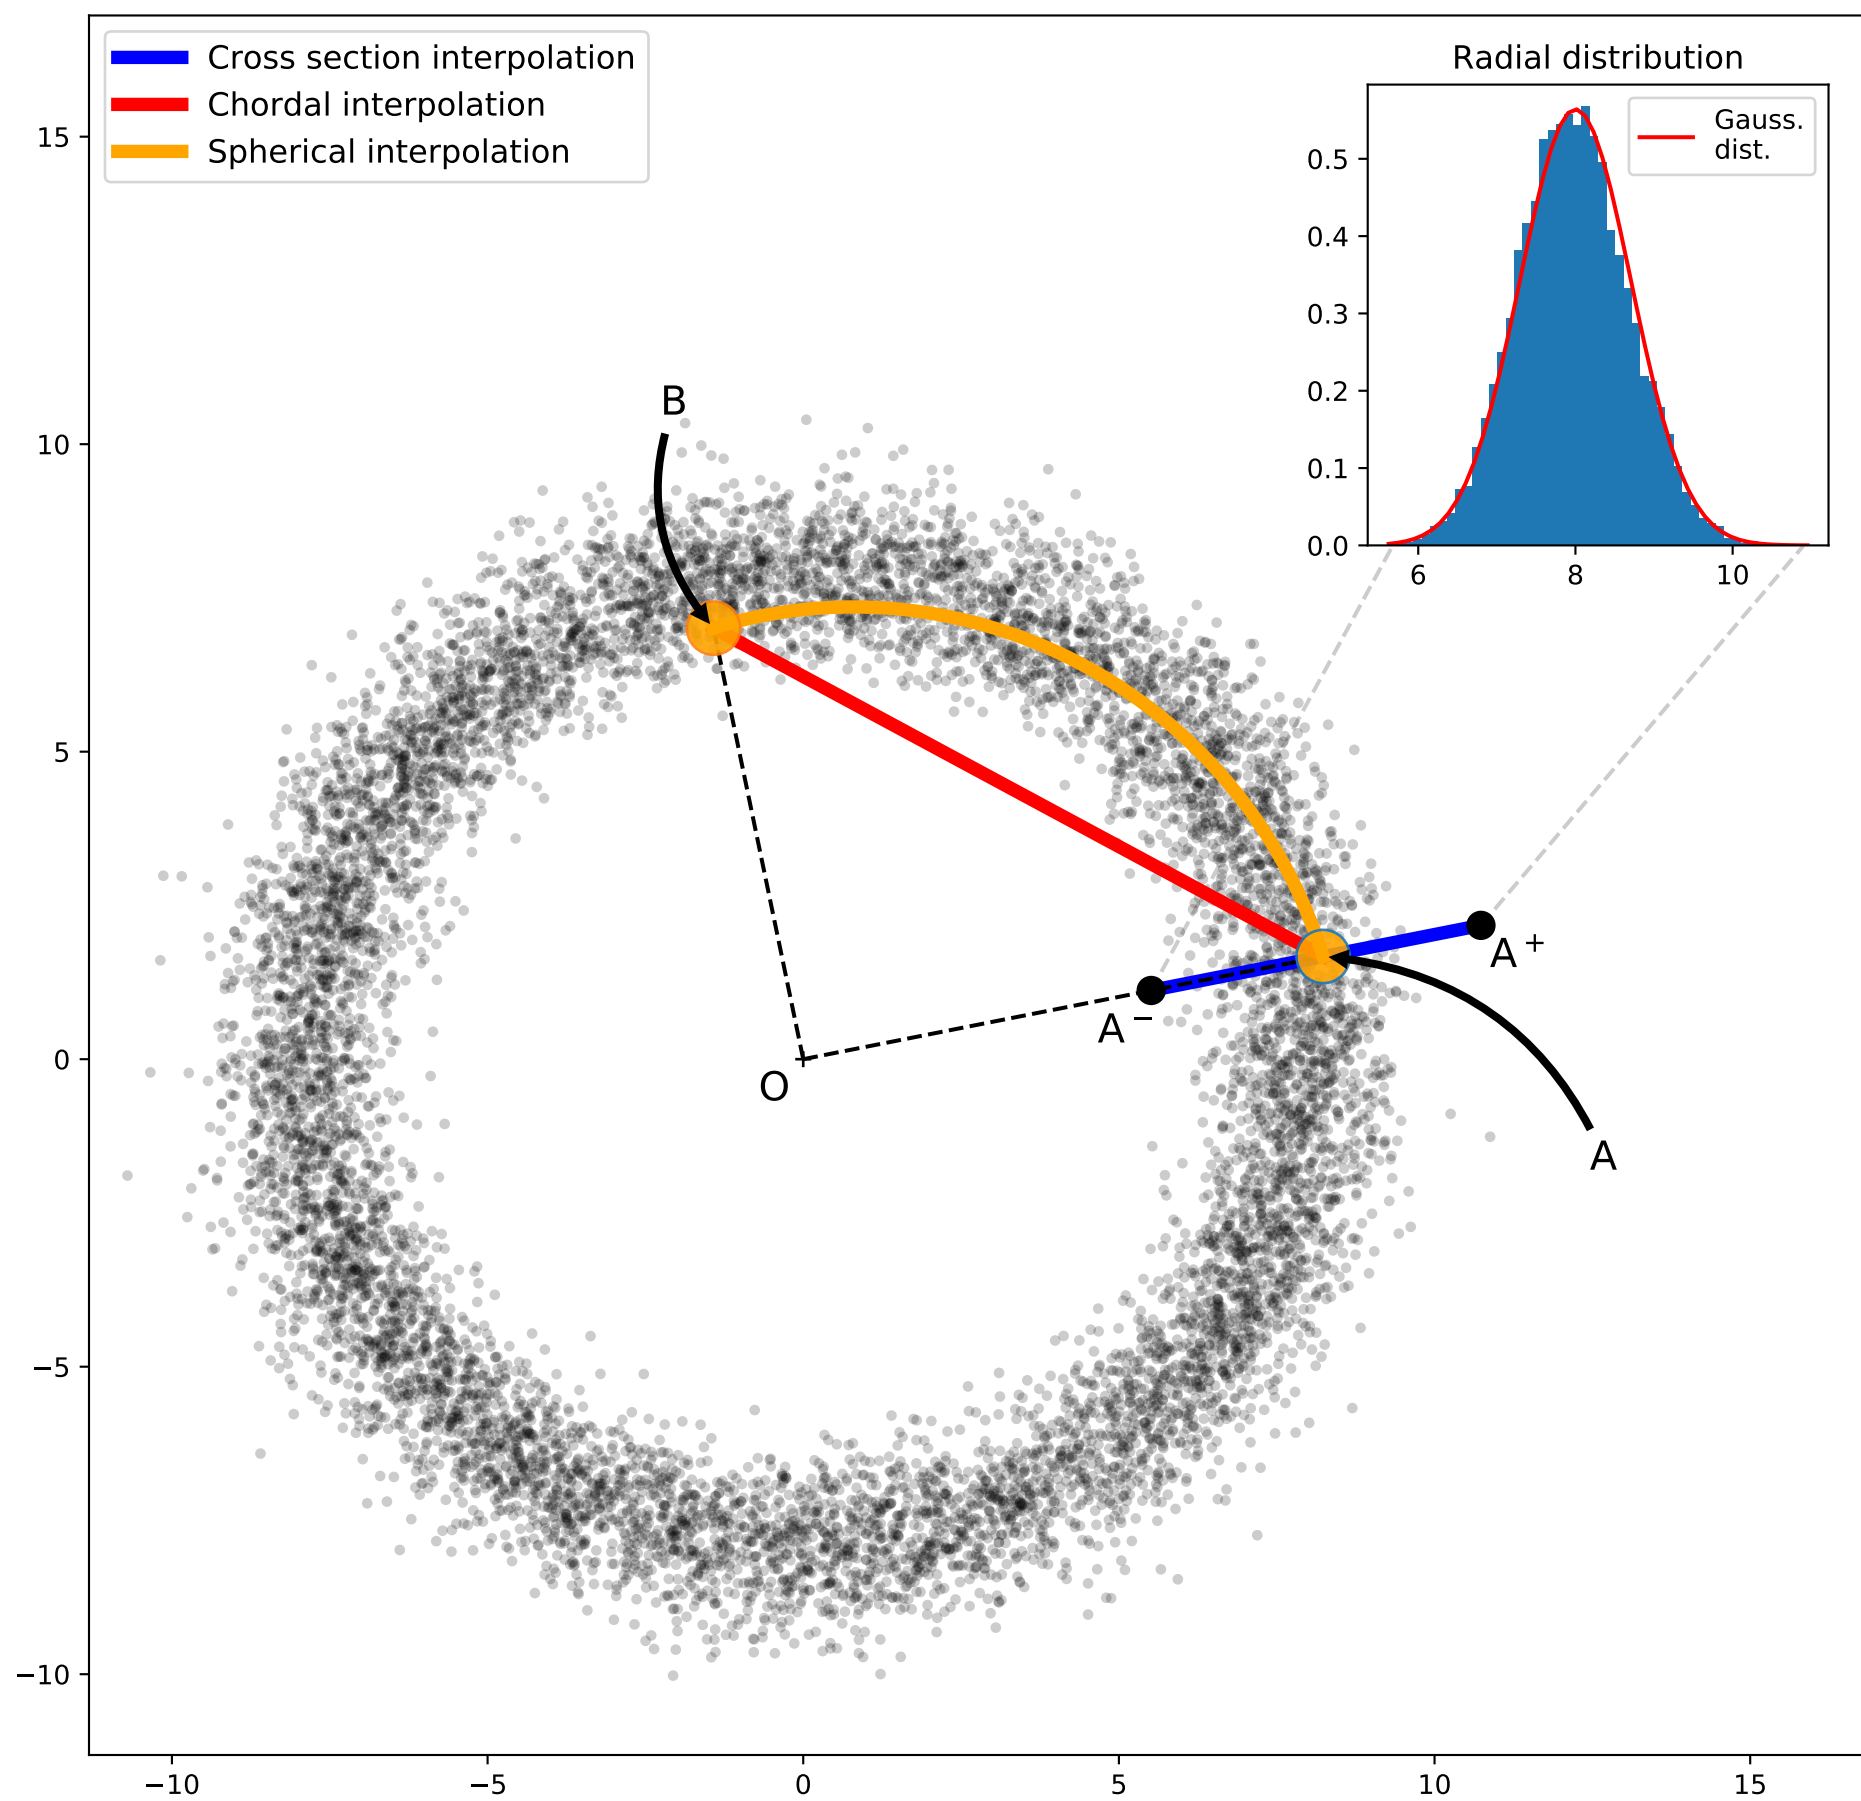 Cross section interpolation
Chordal interpolation
Spherical interpolation
Radial distribution
Gauss.
dist.
0.5
0.4
0.3
0.2
0.1
0.0
6 8 10
15
10
5
0
−5
−10
B
A⁺
A⁻
O
A
−10 −5 0 5 10 15